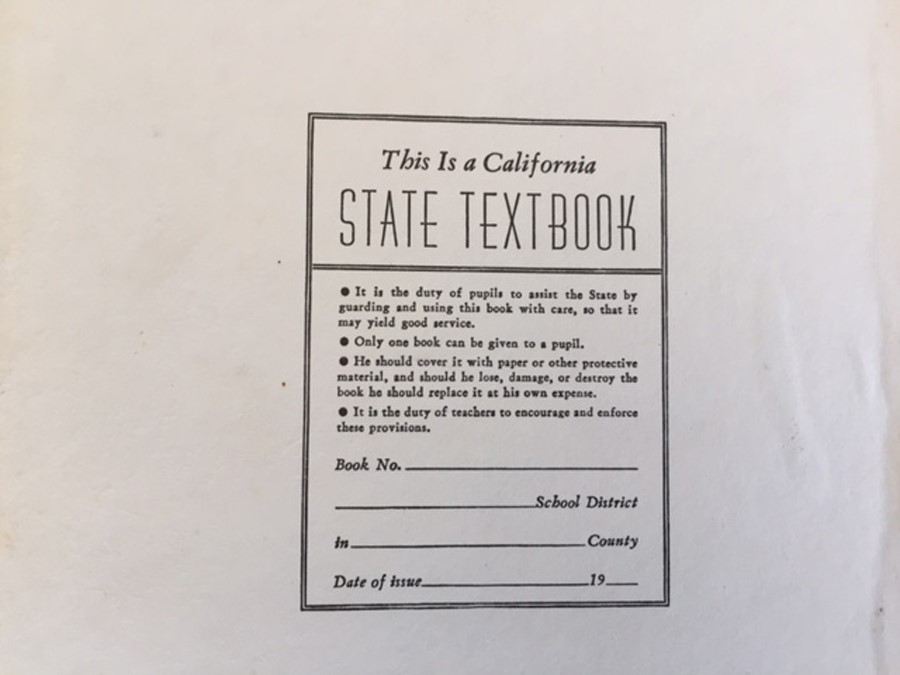 This Is a California
STATE TEXTBOOK
● It is the duty of pupils to assist the State by
guarding and using this book with care, so that it
may yield good service.
● Only one book can be given to a pupil.
● He should cover it with paper or other protective
material, and should he lose, damage, or destroy the
book he should replace it at his own expense.
● It is the duty of teachers to encourage and enforce
these provisions.
Book No.
School District
in County
Date of issue 19